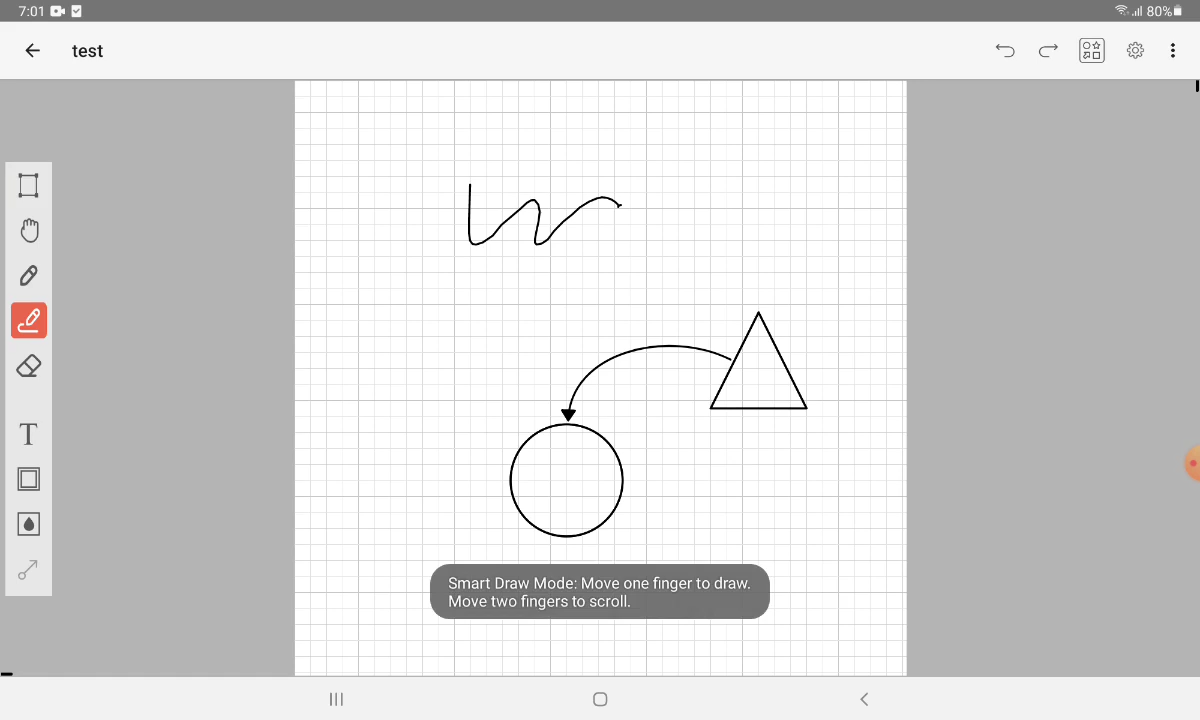 7:01
80%
test
T
Smart Draw Mode: Move one finger to draw.
Move two fingers to scroll.